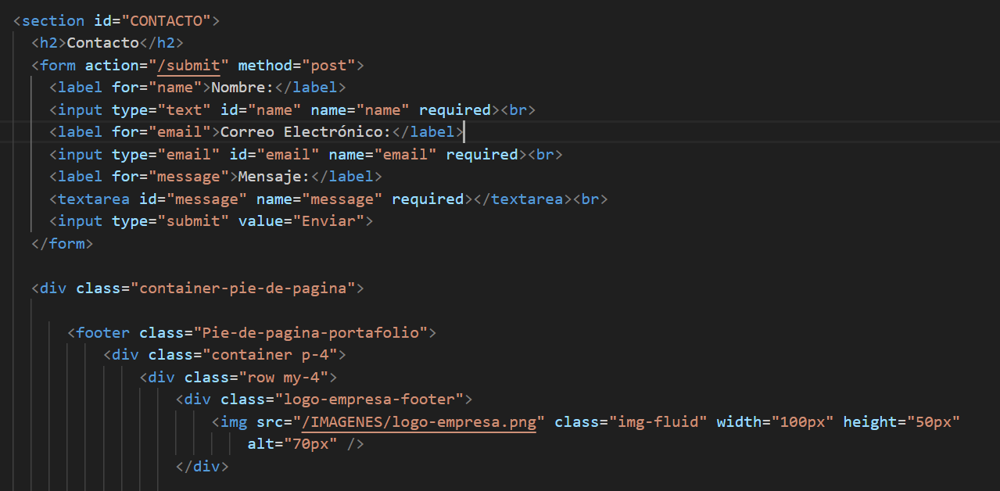 <section id="CONTACTO">
<h2>Contacto</h2>
<form action="/submit" method="post">
<label for="name">Nombre:</label>
<input type="text" id="name" name="name" required><br>
<label for="email">Correo Electrónico:</label>
<input type="email" id="email" name="email" required><br>
<label for="message">Mensaje:</label>
<textarea id="message" name="message" required></textarea><br>
<input type="submit" value="Enviar">
</form>
<div class="container-pie-de-pagina">
<footer class="Pie-de-pagina-portafolio">
<div class="container p-4">
<div class="row my-4">
<div class="logo-empresa-footer">
<img src="/IMAGENES/logo-empresa.png" class="img-fluid" width="100px" height="50px"
alt="70px" />
</div>